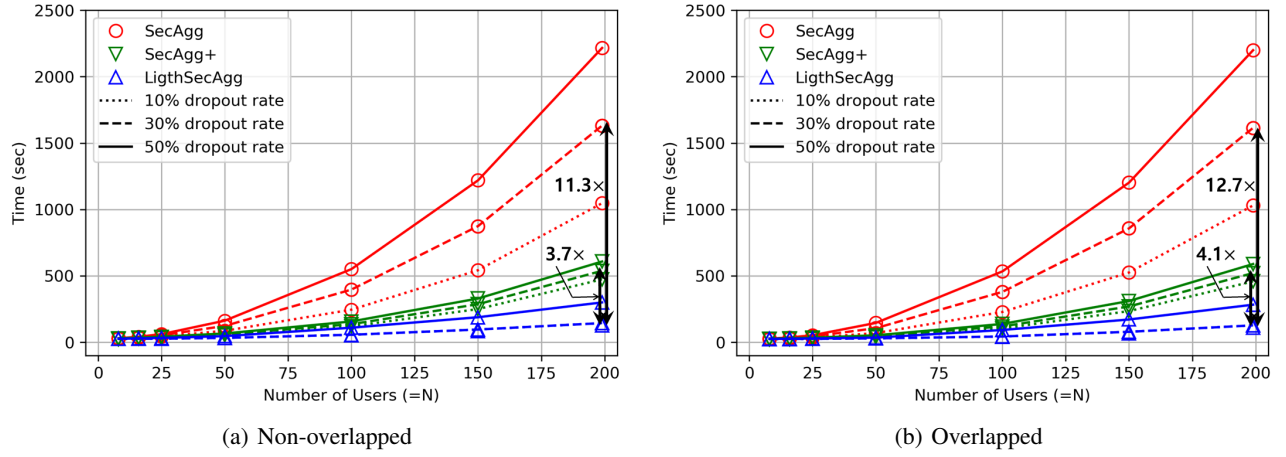 2500
2000
1500
1000
500
0
Time (sec)
SecAgg
SecAgg+
LigthSecAgg
10% dropout rate
30% dropout rate
50% dropout rate
11.3×
3.7×
0 25 50 75 100 125 150 175 200
Number of Users (=N)
(a) Non-overlapped
2500
2000
1500
1000
500
0
Time (sec)
SecAgg
SecAgg+
LigthSecAgg
10% dropout rate
30% dropout rate
50% dropout rate
12.7×
4.1×
0 25 50 75 100 125 150 175 200
Number of Users (=N)
(b) Overlapped